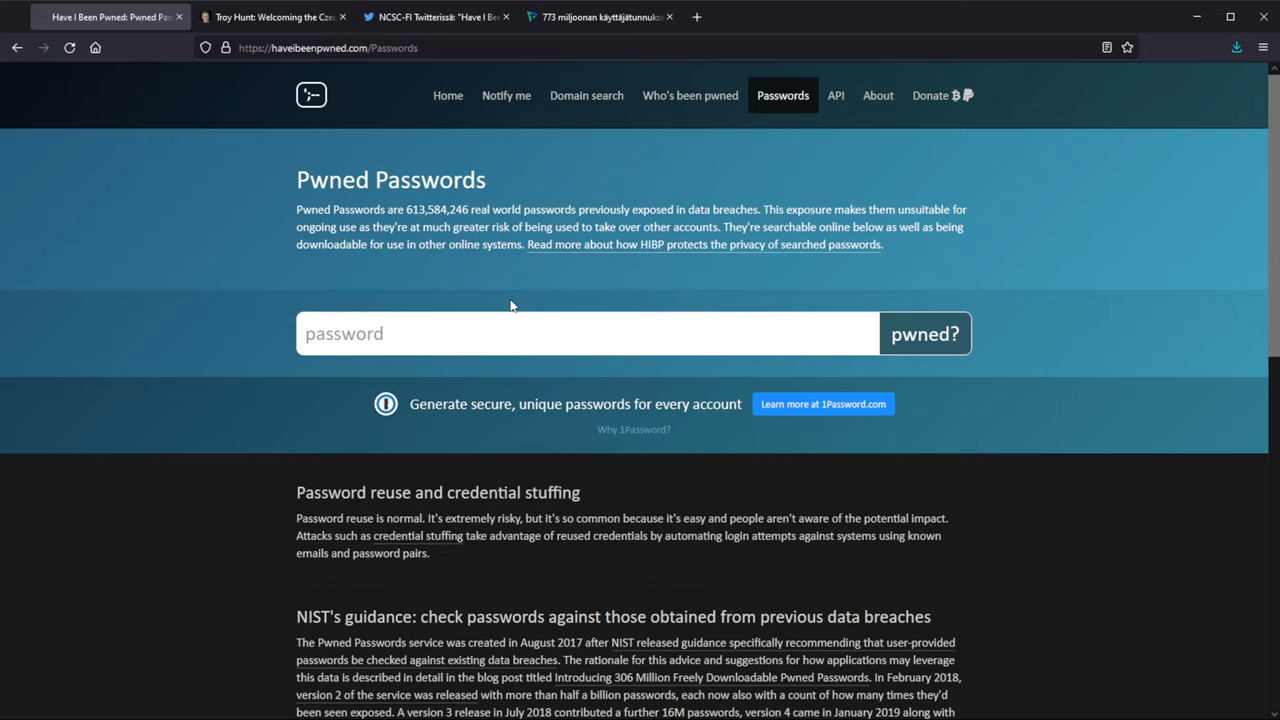 Have I Been Pwned: Pwned Pas
Troy Hunt: Welcoming the Cze
NCSC-FI Twitterissä: "Have I Be
773 miljoonan käyttäjätunnuks
https://haveibeenpwned.com/Passwords
';--
Home
Notify me
Domain search
Who's been pwned
Passwords
API
About
Donate
Pwned Passwords
Pwned Passwords are 613,584,246 real world passwords previously exposed in data breaches. This exposure makes them unsuitable for
ongoing use as they're at much greater risk of being used to take over other accounts. They're searchable online below as well as being
downloadable for use in other online systems. Read more about how HIBP protects the privacy of searched passwords.
password
pwned?
Generate secure, unique passwords for every account
Learn more at 1Password.com
Why 1Password?
Password reuse and credential stuffing
Password reuse is normal. It's extremely risky, but it's so common because it's easy and people aren't aware of the potential impact.
Attacks such as credential stuffing take advantage of reused credentials by automating login attempts against systems using known
emails and password pairs.
NIST's guidance: check passwords against those obtained from previous data breaches
The Pwned Passwords service was created in August 2017 after NIST released guidance specifically recommending that user-provided
passwords be checked against existing data breaches. The rationale for this advice and suggestions for how applications may leverage
this data is described in detail in the blog post titled Introducing 306 Million Freely Downloadable Pwned Passwords. In February 2018,
version 2 of the service was released with more than half a billion passwords, each now also with a count of how many times they'd
been seen exposed. A version 3 release in July 2018 contributed a further 16M passwords, version 4 came in January 2019 along with